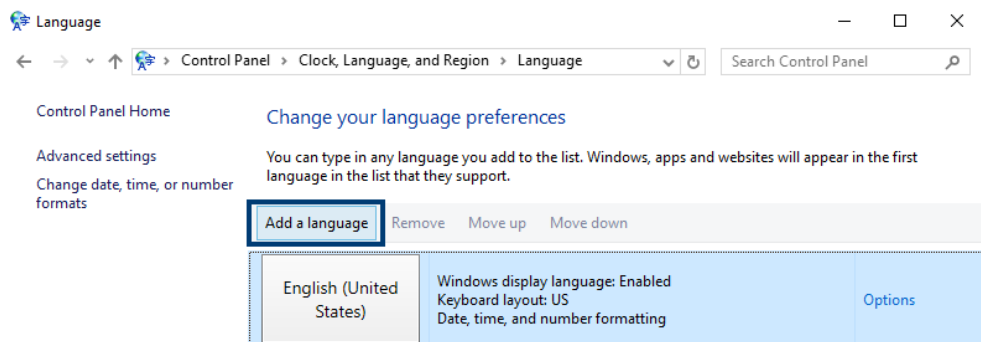 Language
Control Panel > Clock, Language, and Region > Language
Search Control Panel
Control Panel Home
Advanced settings
Change date, time, or number
formats
Change your language preferences
You can type in any language you add to the list. Windows, apps and websites will appear in the first
language in the list that they support.
Add a language Remove Move up Move down
English (United
States)
Windows display language: Enabled
Keyboard layout: US
Date, time, and number formatting
Options